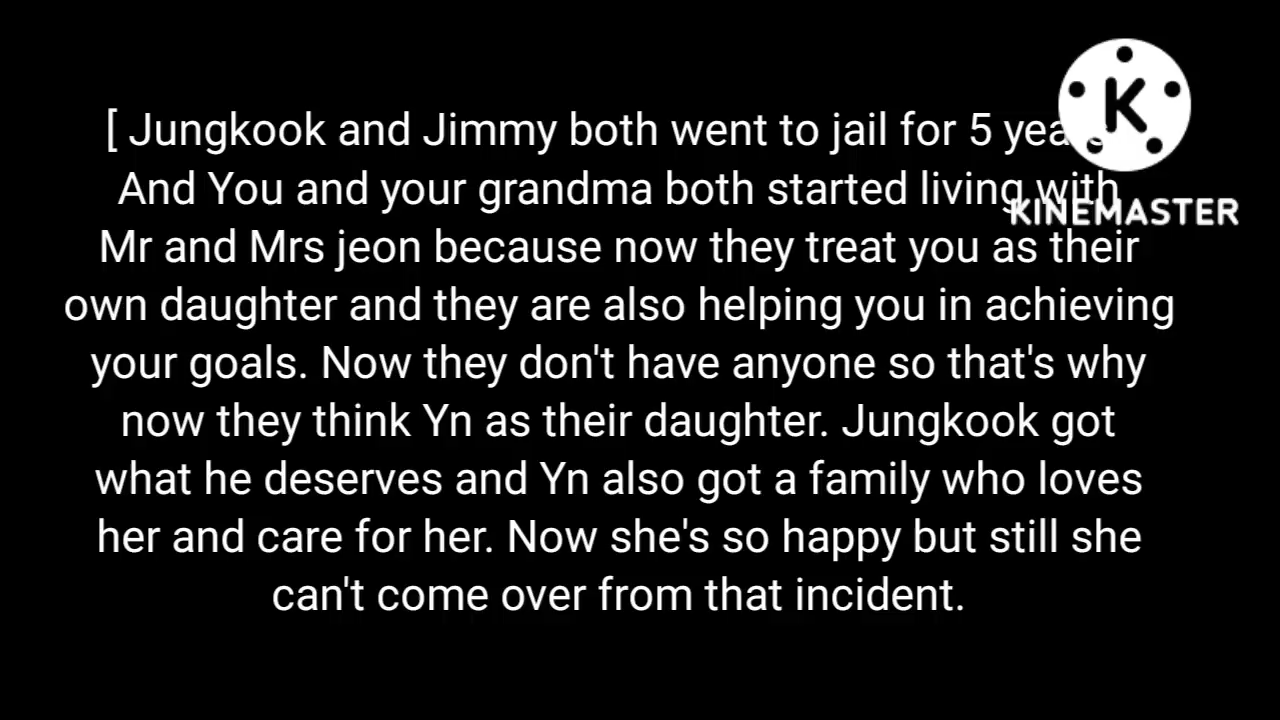 [ Jungkook and Jimmy both went to jail for 5
And You and your grandma both started living with
Mr and Mrs jeon because now they treat you as their
own daughter and they are also helping you in achieving
your goals. Now they don't have anyone so that's why
now they think Yn as their daughter. Jungkook got
what he deserves and Yn also got a family who loves
her and care for her. Now she's so happy but still she
can't come over from that incident.
K
KINEMASTER